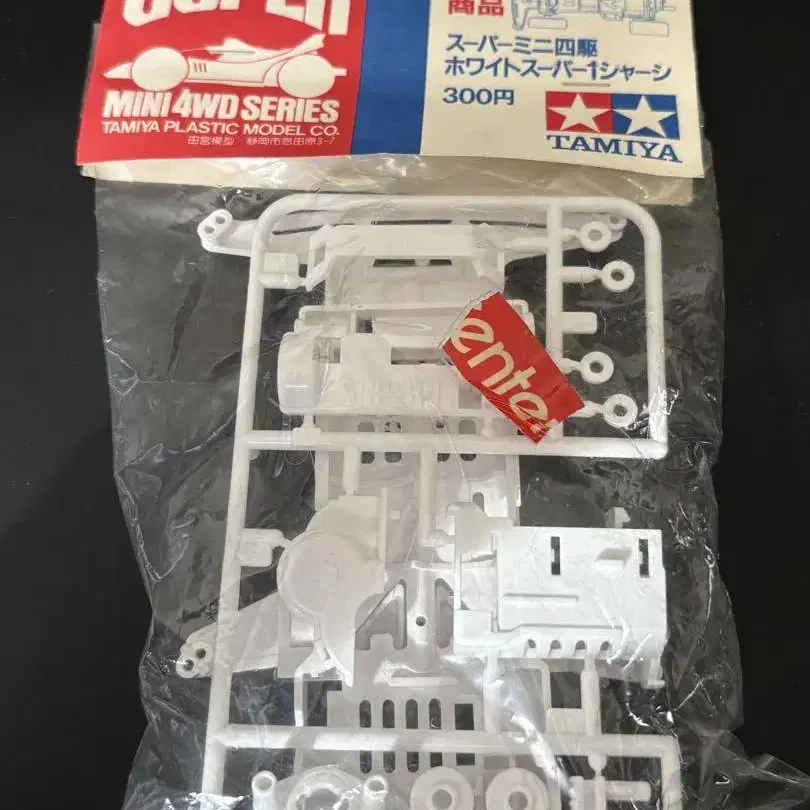 SUPER
MINI 4WD SERIES
TAMIYA PLASTIC MODEL CO.
田宮模型 静岡市恩田原3-7
商品
スーパーミニ四駆
ホワイトスーパー1シャーシ
300円
TAMIYA
ente